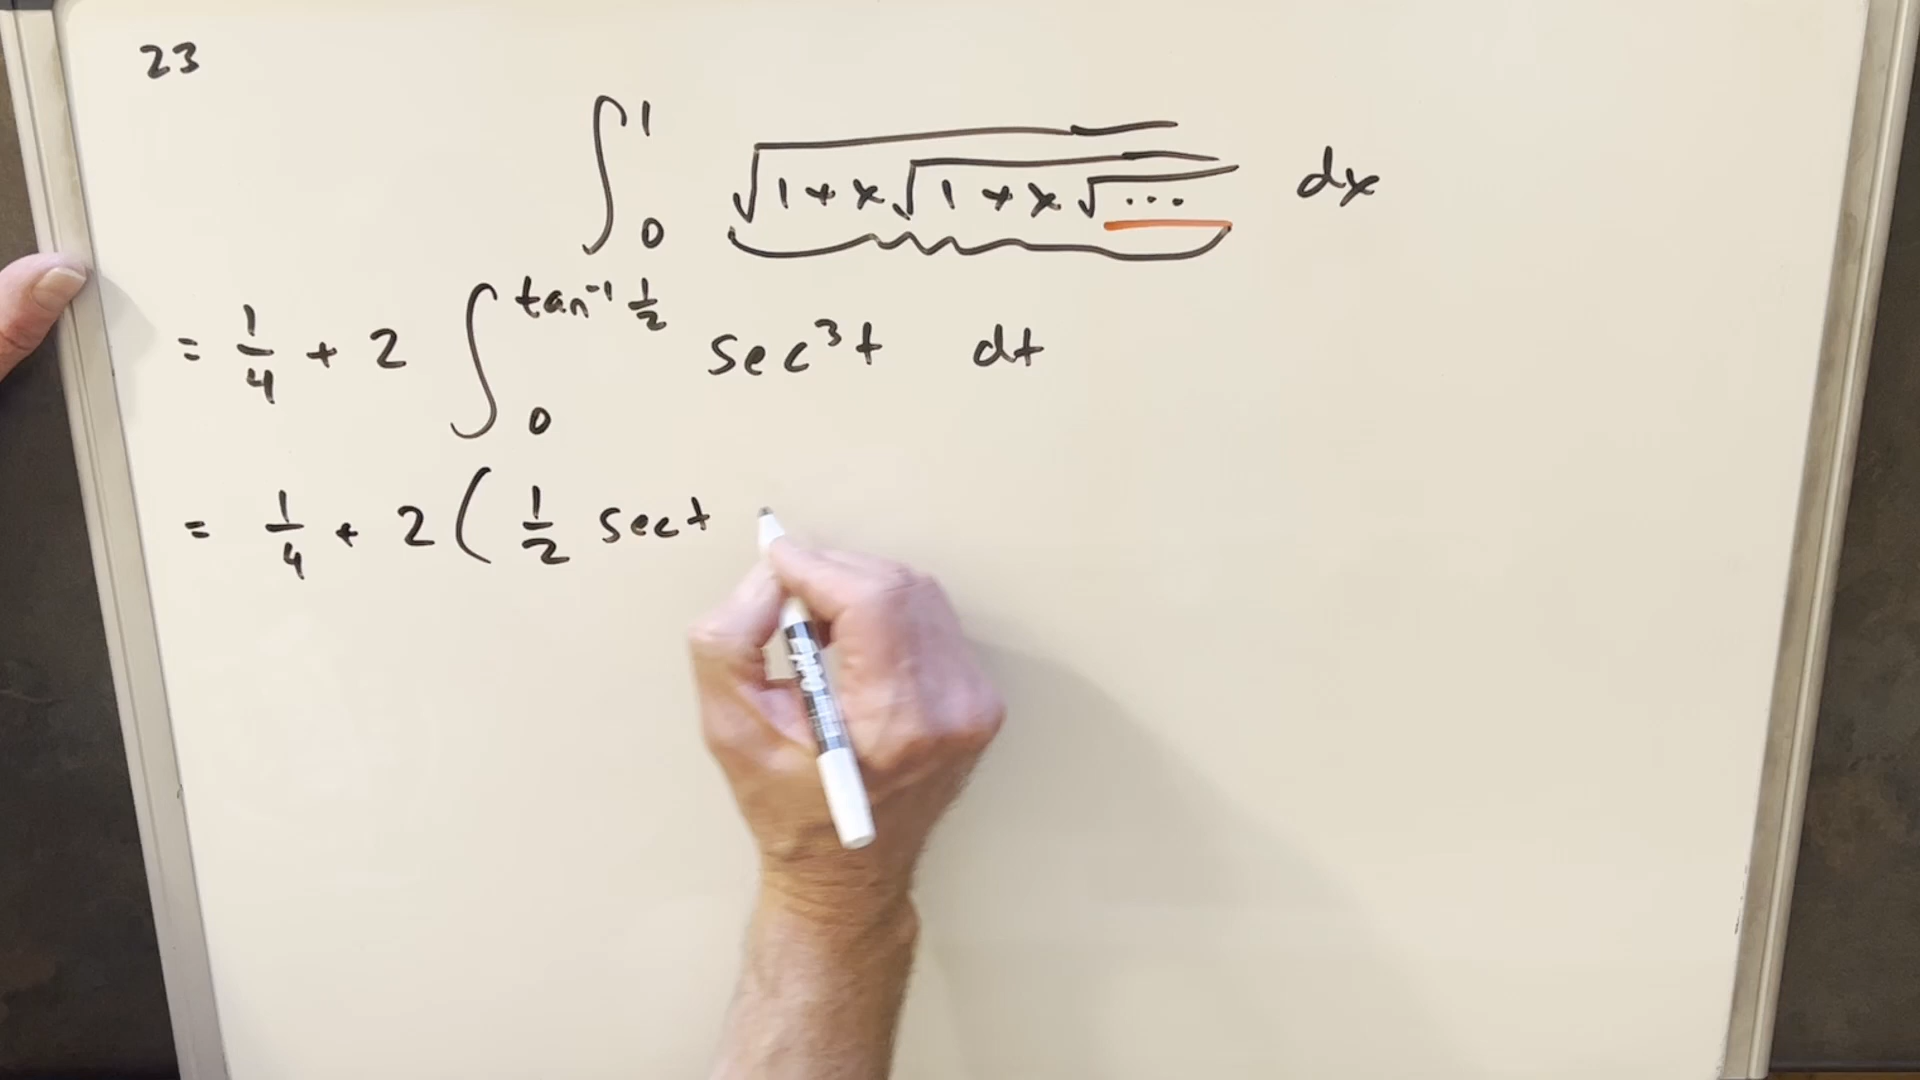 23
∫₀¹ √(1+x√(1+x√(...))) dx
= 1/4 + 2 ∫₀^(tan⁻¹ 1/2) sec³t dt
= 1/4 + 2 ( 1/2 sect